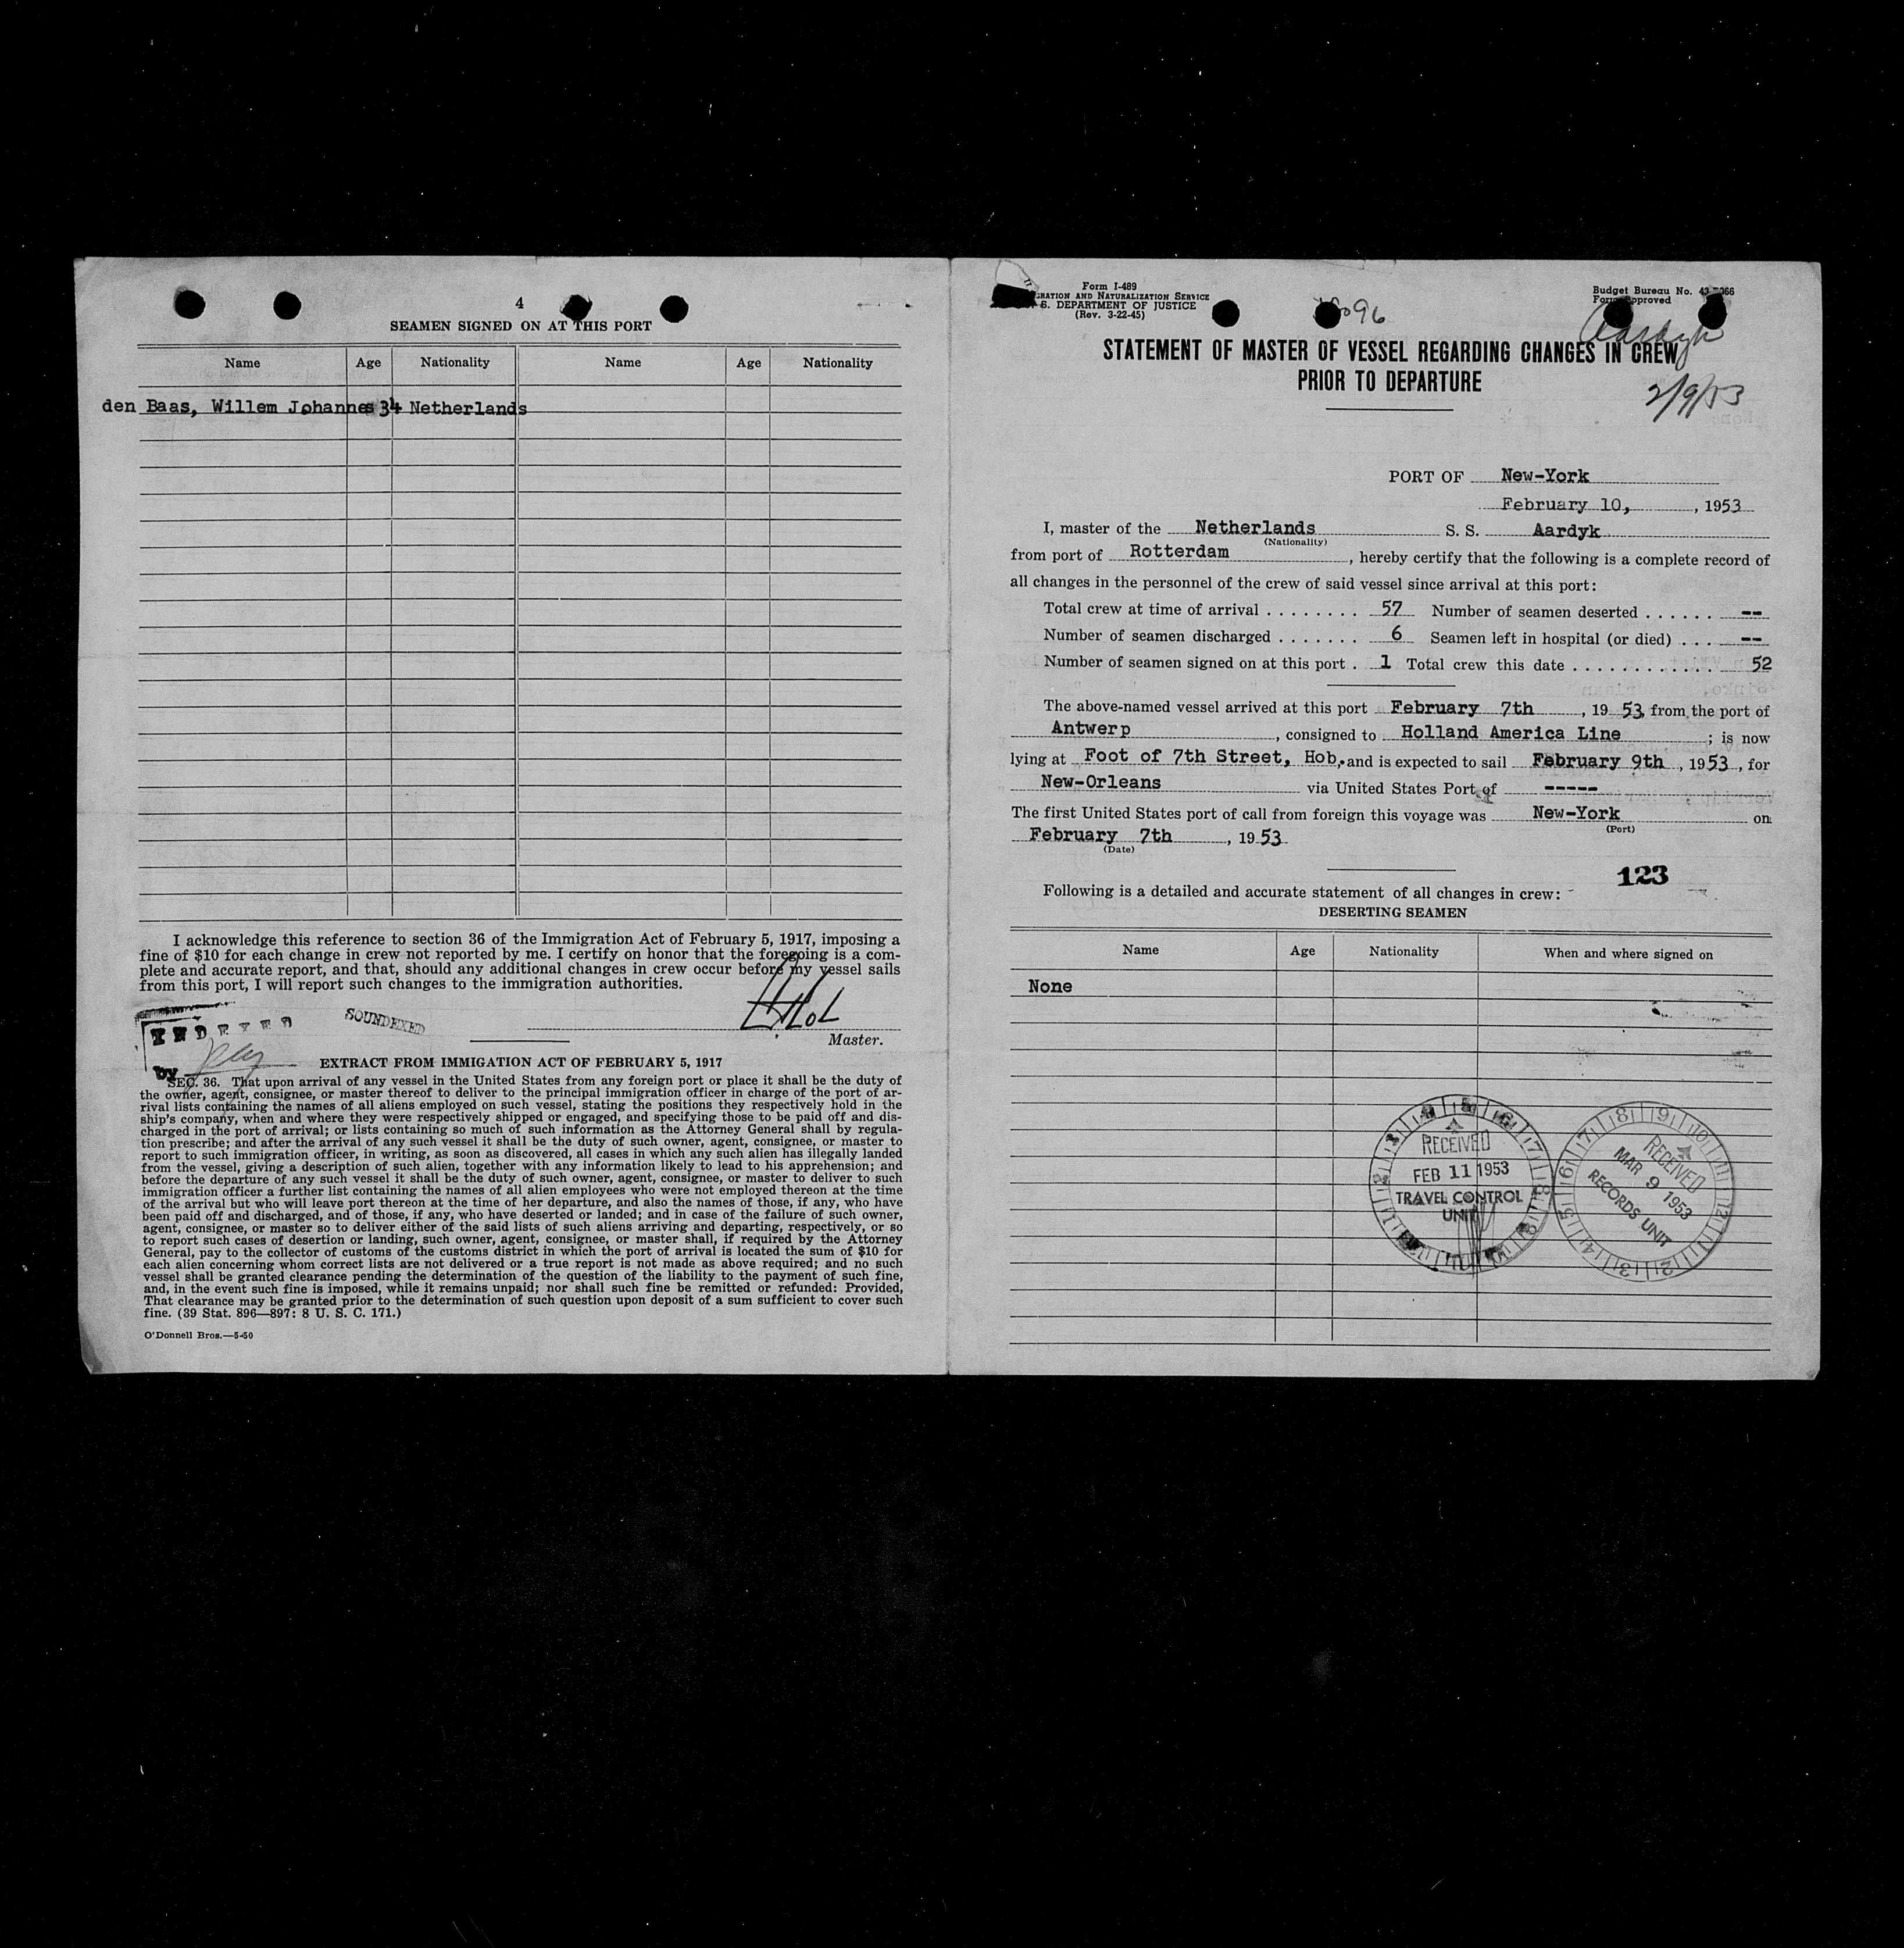 4
SEAMEN SIGNED ON AT THIS PORT
Name Age Nationality Name Age Nationality
den Baas, Willem Johannes 34 Netherlands
I acknowledge this reference to section 36 of the Immigration Act of February 5, 1917, imposing a
fine of $10 for each change in crew not reported by me. I certify on honor that the foregoing is a com-
plete and accurate report, and that, should any additional changes in crew occur before my vessel sails
from this port, I will report such changes to the immigration authorities.
INDEXED
SOUNDEXED
Master.
by
EXTRACT FROM IMMIGATION ACT OF FEBRUARY 5, 1917
SEC. 36. That upon arrival of any vessel in the United States from any foreign port or place it shall be the duty of
the owner, agent, consignee, or master thereof to deliver to the principal immigration officer in charge of the port of ar-
rival lists containing the names of all aliens employed on such vessel, stating the positions they respectively hold in the
ship's company, when and where they were respectively shipped or engaged, and specifying those to be paid off and dis-
charged in the port of arrival; or lists containing so much of such information as the Attorney General shall by regula-
tion prescribe; and after the arrival of any such vessel it shall be the duty of such owner, agent, consignee, or master to
report to such immigration officer, in writing, as soon as discovered, all cases in which any such alien has illegally landed
from the vessel, giving a description of such alien, together with any information likely to lead to his apprehension; and
before the departure of any such vessel it shall be the duty of such owner, agent, consignee, or master to deliver to such
immigration officer a further list containing the names of all alien employees who were not employed thereon at the time
of the arrival but who will leave port thereon at the time of her departure, and also the names of those, if any, who have
been paid off and discharged, and of those, if any, who have deserted or landed; and in case of the failure of such owner,
agent, consignee, or master so to deliver either of the said lists of such aliens arriving and departing, respectively, or so
to report such cases of desertion or landing, such owner, agent, consignee, or master shall, if required by the Attorney
General, pay to the collector of customs of the customs district in which the port of arrival is located the sum of $10 for
each alien concerning whom correct lists are not delivered or a true report is not made as above required; and no such
vessel shall be granted clearance pending the determination of the question of the liability to the payment of such fine,
and, in the event such fine is imposed, while it remains unpaid; nor shall such fine be remitted or refunded: Provided,
That clearance may be granted prior to the determination of such question upon deposit of a sum sufficient to cover such
fine. (39 Stat. 896—897: 8 U. S. C. 171.)
O'Donnell Bros.—5-50
Form I-489
AND NATURALIZATION SERVICE
S. DEPARTMENT OF JUSTICE
(Rev. 3-22-45)
96
Budget Bureau No.
Form Approved
Aardyk
STATEMENT OF MASTER OF VESSEL REGARDING CHANGES IN CREW
PRIOR TO DEPARTURE
2/9/53
PORT OF New-York
February 10, , 1953
I, master of the Netherlands S. S. Aardyk
(Nationality)
from port of Rotterdam , hereby certify that the following is a complete record of
all changes in the personnel of the crew of said vessel since arrival at this port:
Total crew at time of arrival . . . . . . . . 57 Number of seamen deserted . . . . . . --
Number of seamen discharged . . . . . . . 6 Seamen left in hospital (or died) . . . --
Number of seamen signed on at this port . 1 Total crew this date . . . . . . . . . . . . 52
The above-named vessel arrived at this port February 7th , 19 53, from the port of
Antwerp , consigned to Holland America Line ; is now
lying at Foot of 7th Street, Hob. and is expected to sail February 9th , 1953 , for
New-Orleans via United States Port of -----
The first United States port of call from foreign this voyage was New-York on
(Port)
February 7th , 19 53
(Date)
123
Following is a detailed and accurate statement of all changes in crew:
DESERTING SEAMEN
Name Age Nationality When and where signed on
None
RECEIVED
FEB 11 1953
TRAVEL CONTROL
UNIT
RECEIVED
MAR 9 1953
RECORDS UNIT